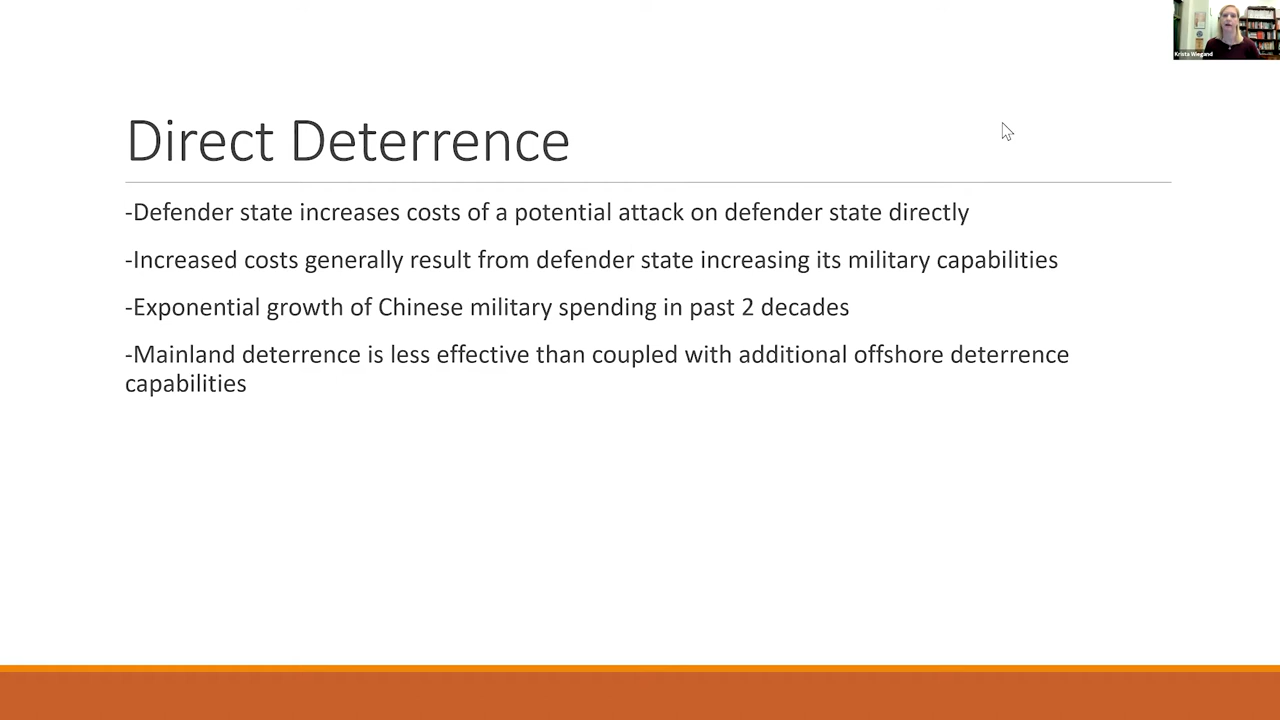 Krista Wiegand
Direct Deterrence
-Defender state increases costs of a potential attack on defender state directly
-Increased costs generally result from defender state increasing its military capabilities
-Exponential growth of Chinese military spending in past 2 decades
-Mainland deterrence is less effective than coupled with additional offshore deterrence
capabilities